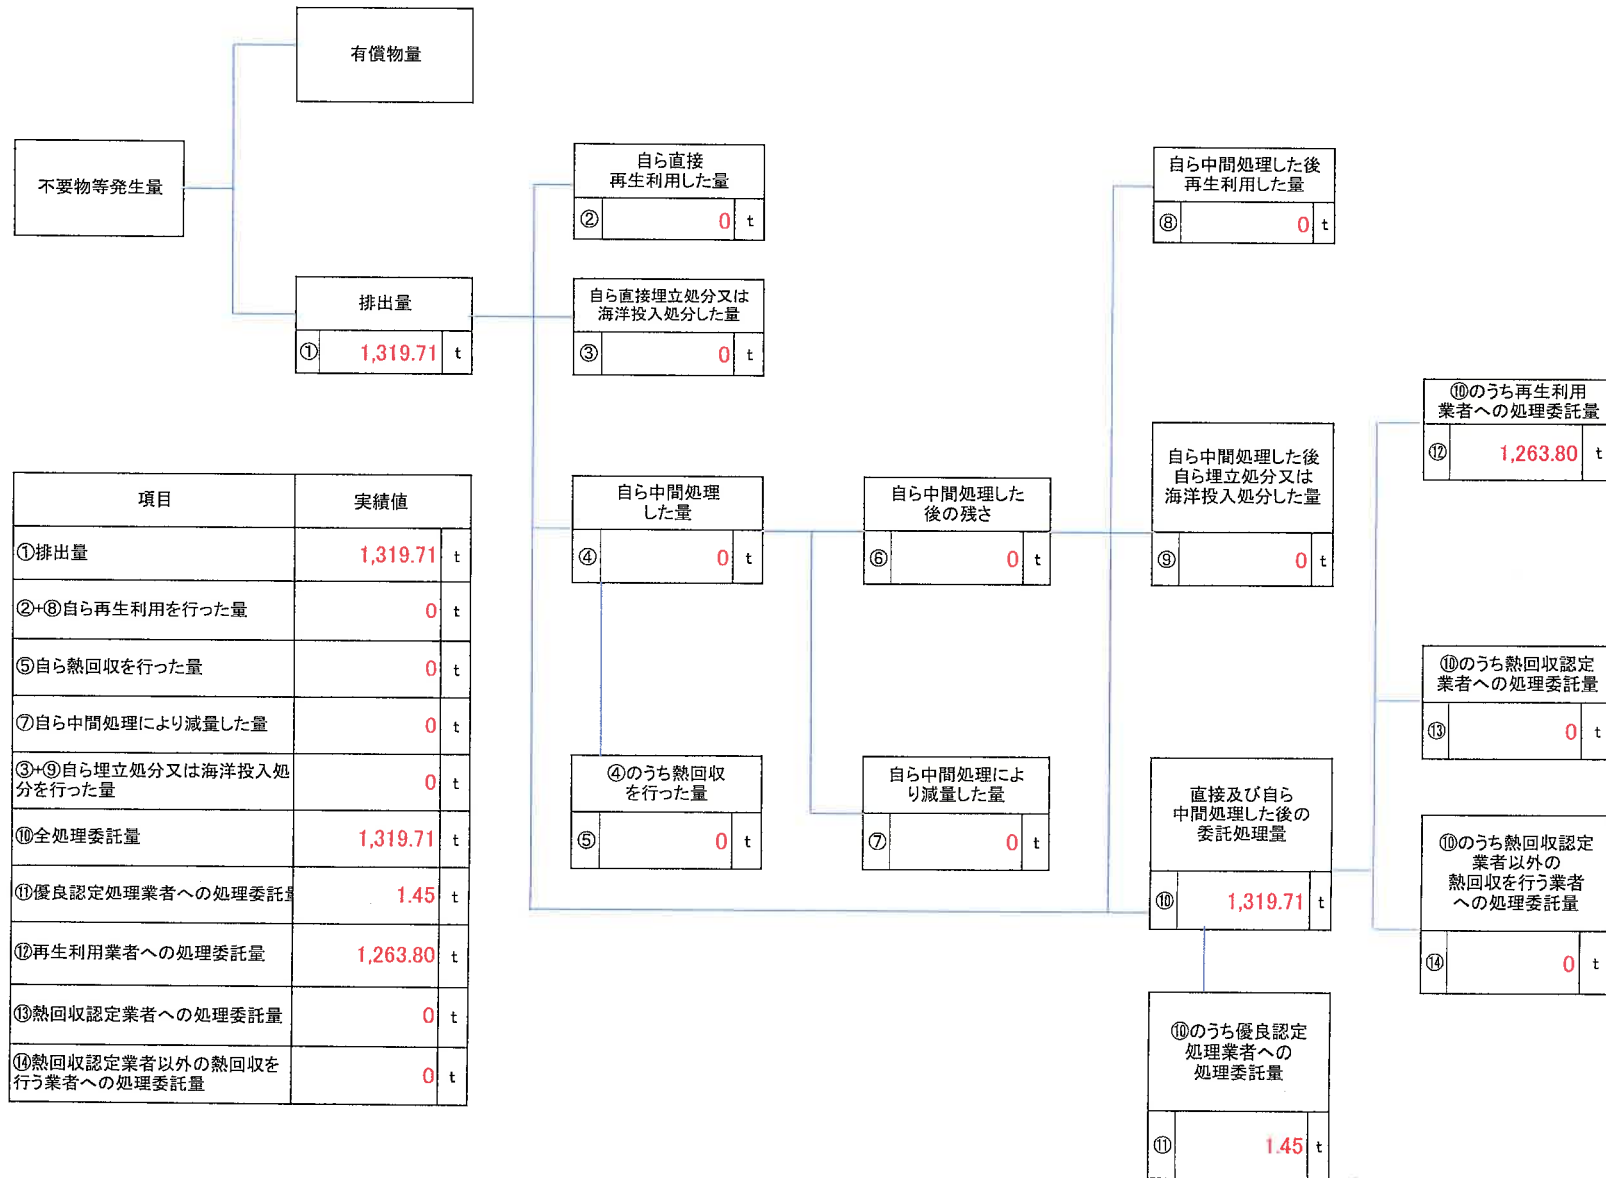 有償物量
不要物等発生量
自ら直接
再生利用した量
② 0 t
自ら中間処理した後
再生利用した量
⑧ 0 t
排出量
① 1,319.71 t
自ら直接埋立処分又は
海洋投入処分した量
③ 0 t
⑩のうち再生利用
業者への処理委託量
⑫ 1,263.80 t
自ら中間処理
した量
④ 0 t
自ら中間処理した
後の残さ
⑥ 0 t
自ら中間処理した後
自ら埋立処分又は
海洋投入処分した量
⑨ 0 t
⑩のうち熱回収認定
業者への処理委託量
⑬ 0 t
④のうち熱回収
を行った量
⑤ 0 t
自ら中間処理によ
り減量した量
⑦ 0 t
直接及び自ら
中間処理した後の
委託処理量
⑩ 1,319.71 t
⑩のうち熱回収認定
業者以外の
熱回収を行う業者
への処理委託量
⑭ 0 t
⑩のうち優良認定
処理業者への
処理委託量
⑪ 1.45 t
項目 実績値
①排出量 1,319.71 t
②+⑧自ら再生利用を行った量 0 t
⑤自ら熱回収を行った量 0 t
⑦自ら中間処理により減量した量 0 t
③+⑨自ら埋立処分又は海洋投入処
分を行った量 0 t
⑩全処理委託量 1,319.71 t
⑪優良認定処理業者への処理委託 1.45 t
⑫再生利用業者への処理委託量 1,263.80 t
⑬熱回収認定業者への処理委託量 0 t
⑭熱回収認定業者以外の熱回収を
行う業者への処理委託量 0 t